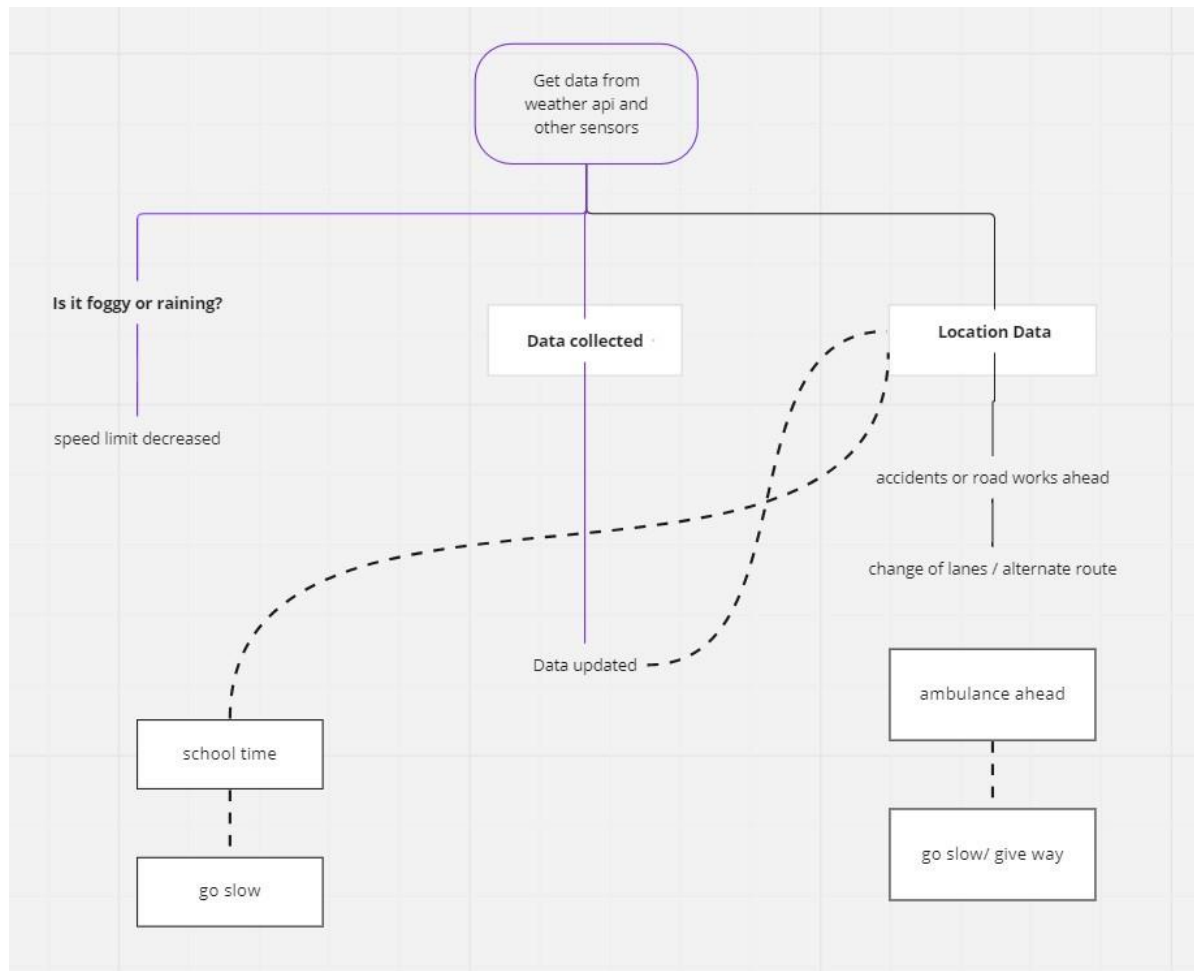 Get data from
weather api and
other sensors
Is it foggy or raining?
Data collected
Location Data
speed limit decreased
accidents or road works ahead
change of lanes / alternate route
Data updated
ambulance ahead
school time
go slow/ give way
go slow